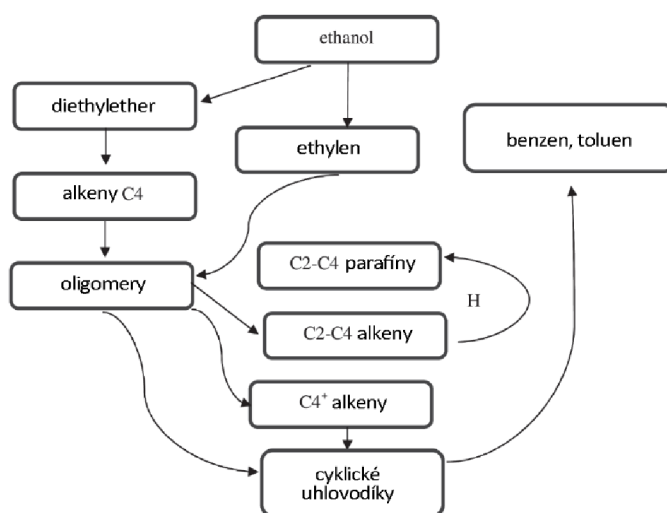 ethanol
diethylether
ethylen
benzen, toluen
alkeny C4
oligomery
C2-C4 parafíny
H
C2-C4 alkeny
C4⁺ alkeny
cyklické
uhlovodíky